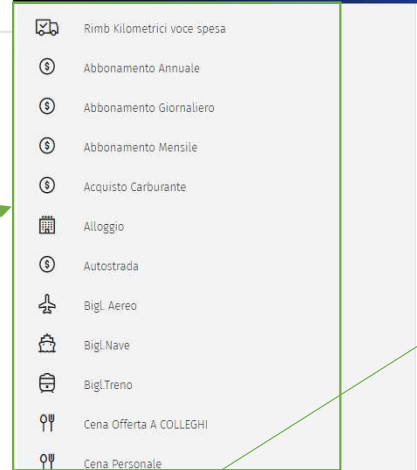 Rimb Kilometrici voce spesa
Abbonamento Annuale
Abbonamento Giornaliero
Abbonamento Mensile
Acquisto Carburante
Alloggio
Autostrada
Bigl. Aereo
Bigl.Nave
Bigl.Treno
Cena Offerta A COLLEGHI
Cena Personale